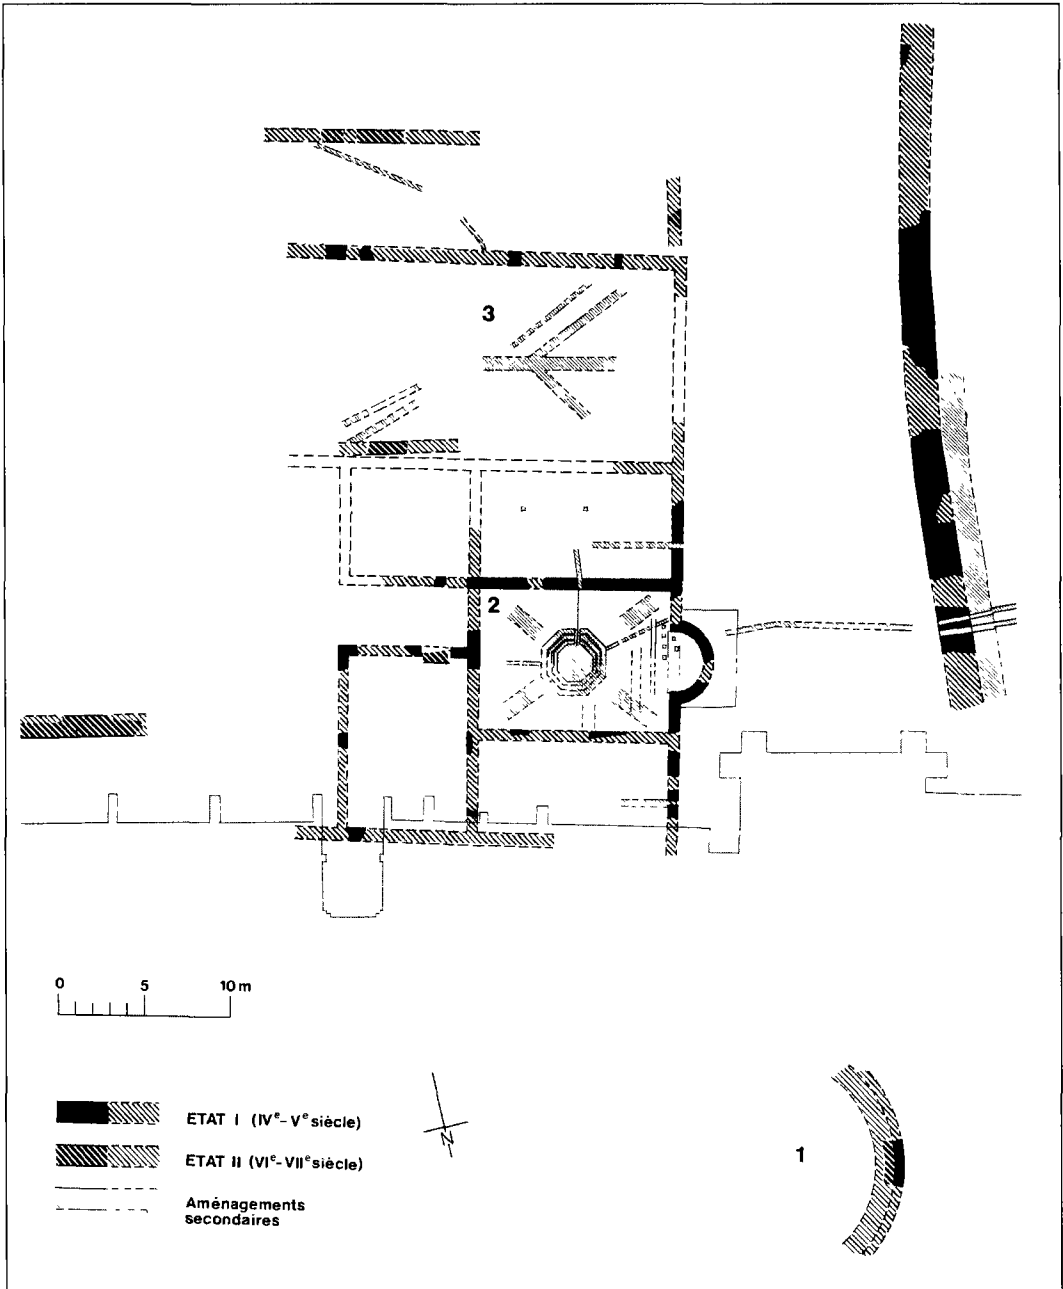 3
2
0 5 10 m
ETAT I (IVe-Ve siècle)
N
ETAT II (VIe-VIIe siècle)
1
Aménagements
secondaires